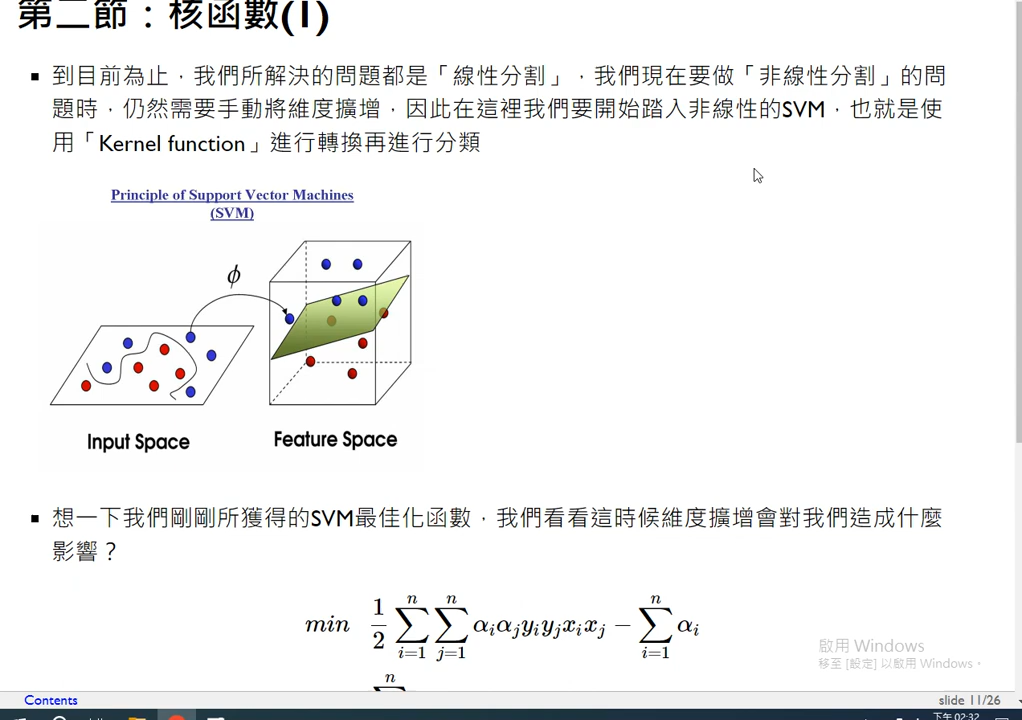 第二節：核函數(1)
▪ 到目前為止，我們所解決的問題都是「線性分割」，我們現在要做「非線性分割」的問
題時，仍然需要手動將維度擴增，因此在這裡我們要開始踏入非線性的SVM，也就是使
用「Kernel function」進行轉換再進行分類
Principle of Support Vector Machines
(SVM)
ϕ
Input Space
Feature Space
▪ 想一下我們剛剛所獲得的SVM最佳化函數，我們看看這時候維度擴增會對我們造成什麼
影響？
min 1/2 ∑_{i=1}^{n} ∑_{j=1}^{n} α_iα_jy_iy_jx_ix_j − ∑_{i=1}^{n} α_i
n
啟用 Windows
移至 [設定] 以啟用 Windows。
Contents
slide 11/26
下午 02:32